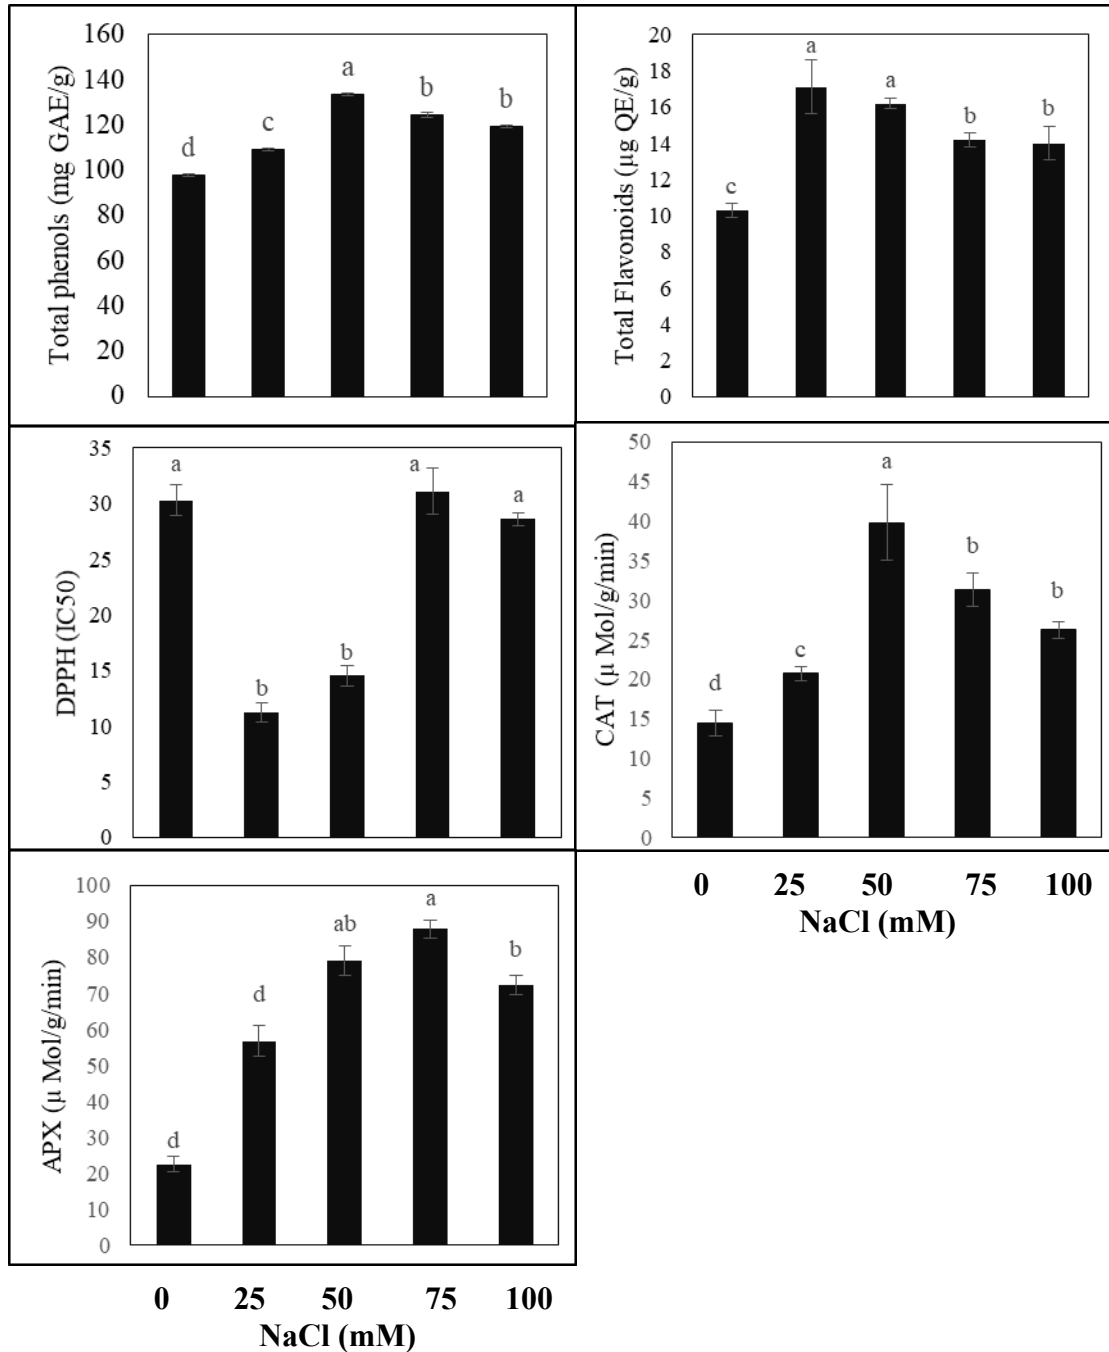 Total phenols (mg GAE/g)
160
140
120
100
80
60
40
20
0
d
c
a
b
b
Total Flavonoids (µg QE/g)
20
18
16
14
12
10
8
6
4
2
0
c
a
a
b
b
DPPH (IC50)
35
30
25
20
15
10
5
0
a
b
b
a
a
CAT (µ Mol/g/min)
50
45
40
35
30
25
20
15
10
5
0
d
c
a
b
b
0 25 50 75 100
NaCl (mM)
APX (µ Mol/g/min)
100
90
80
70
60
50
40
30
20
10
0
d
d
ab
a
b
0 25 50 75 100
NaCl (mM)